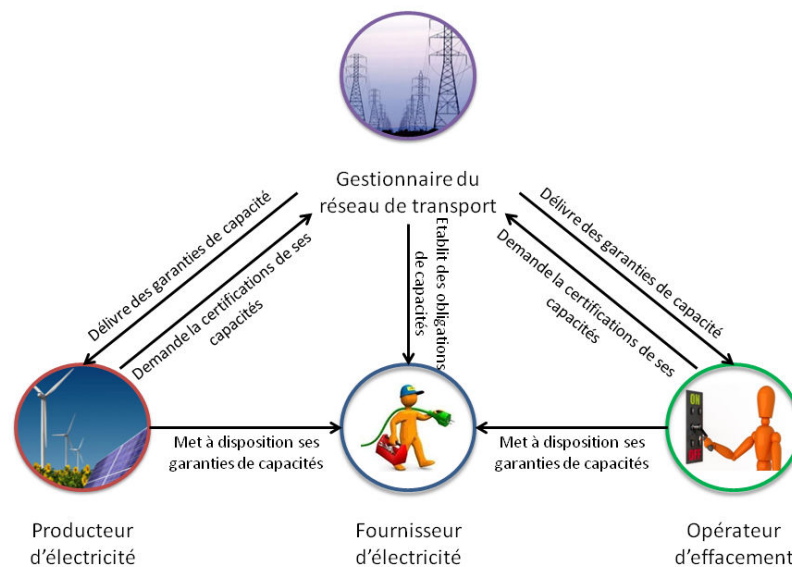 Gestionnaire du
réseau de transport
Délivre des garanties de capacité
Demande la certifications de ses
capacités
Etablit des obligations
de capacités
Délivre des garanties de capacité
Demande la certifications de ses
capacités
Met à disposition ses
garanties de capacités
Met à disposition ses
garanties de capacités
ON
OFF
Producteur
d'électricité
Fournisseur
d'électricité
Opérateur
d'effacement